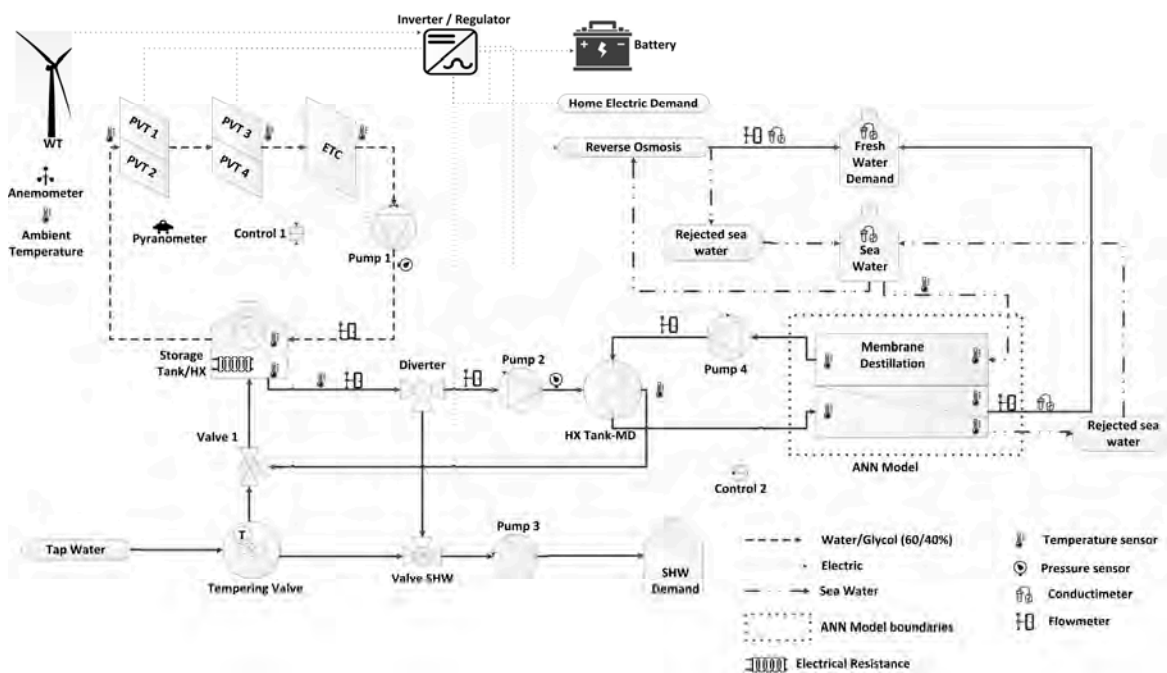 Inverter / Regulator
Battery
WT
PVT 1
PVT 2
PVT 3
PVT 4
ETC
Home Electric Demand
Reverse Osmosis
Fresh
Water
Demand
Anemometer
Ambient
Temperature
Pyranometer
Control 1
Pump 1
Rejected sea
water
Sea
Water
Storage
Tank/HX
Diverter
Pump 2
Pump 4
Membrane
Destillation
HX Tank-MD
Valve 1
ANN Model
Rejected sea
water
Control 2
Tap Water
T
Tempering Valve
Valve SHW
Pump 3
SHW
Demand
Water/Glycol (60/40%)
Electric
Sea Water
ANN Model boundaries
Electrical Resistance
Temperature sensor
Pressure sensor
Conductimeter
Flowmeter